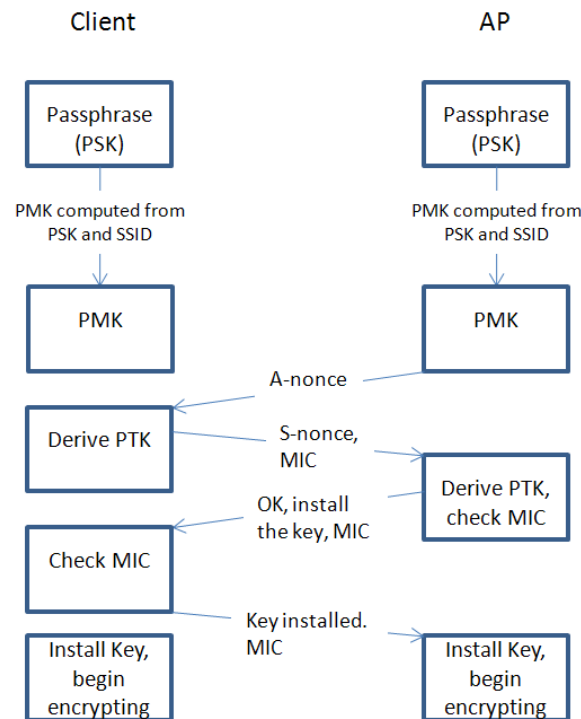 Client
AP
Passphrase
(PSK)
Passphrase
(PSK)
PMK computed from
PSK and SSID
PMK computed from
PSK and SSID
PMK
PMK
A-nonce
Derive PTK
S-nonce,
MIC
Derive PTK,
check MIC
OK, install
the key, MIC
Check MIC
Key installed.
MIC
Install Key,
begin
encrypting
Install Key,
begin
encrypting